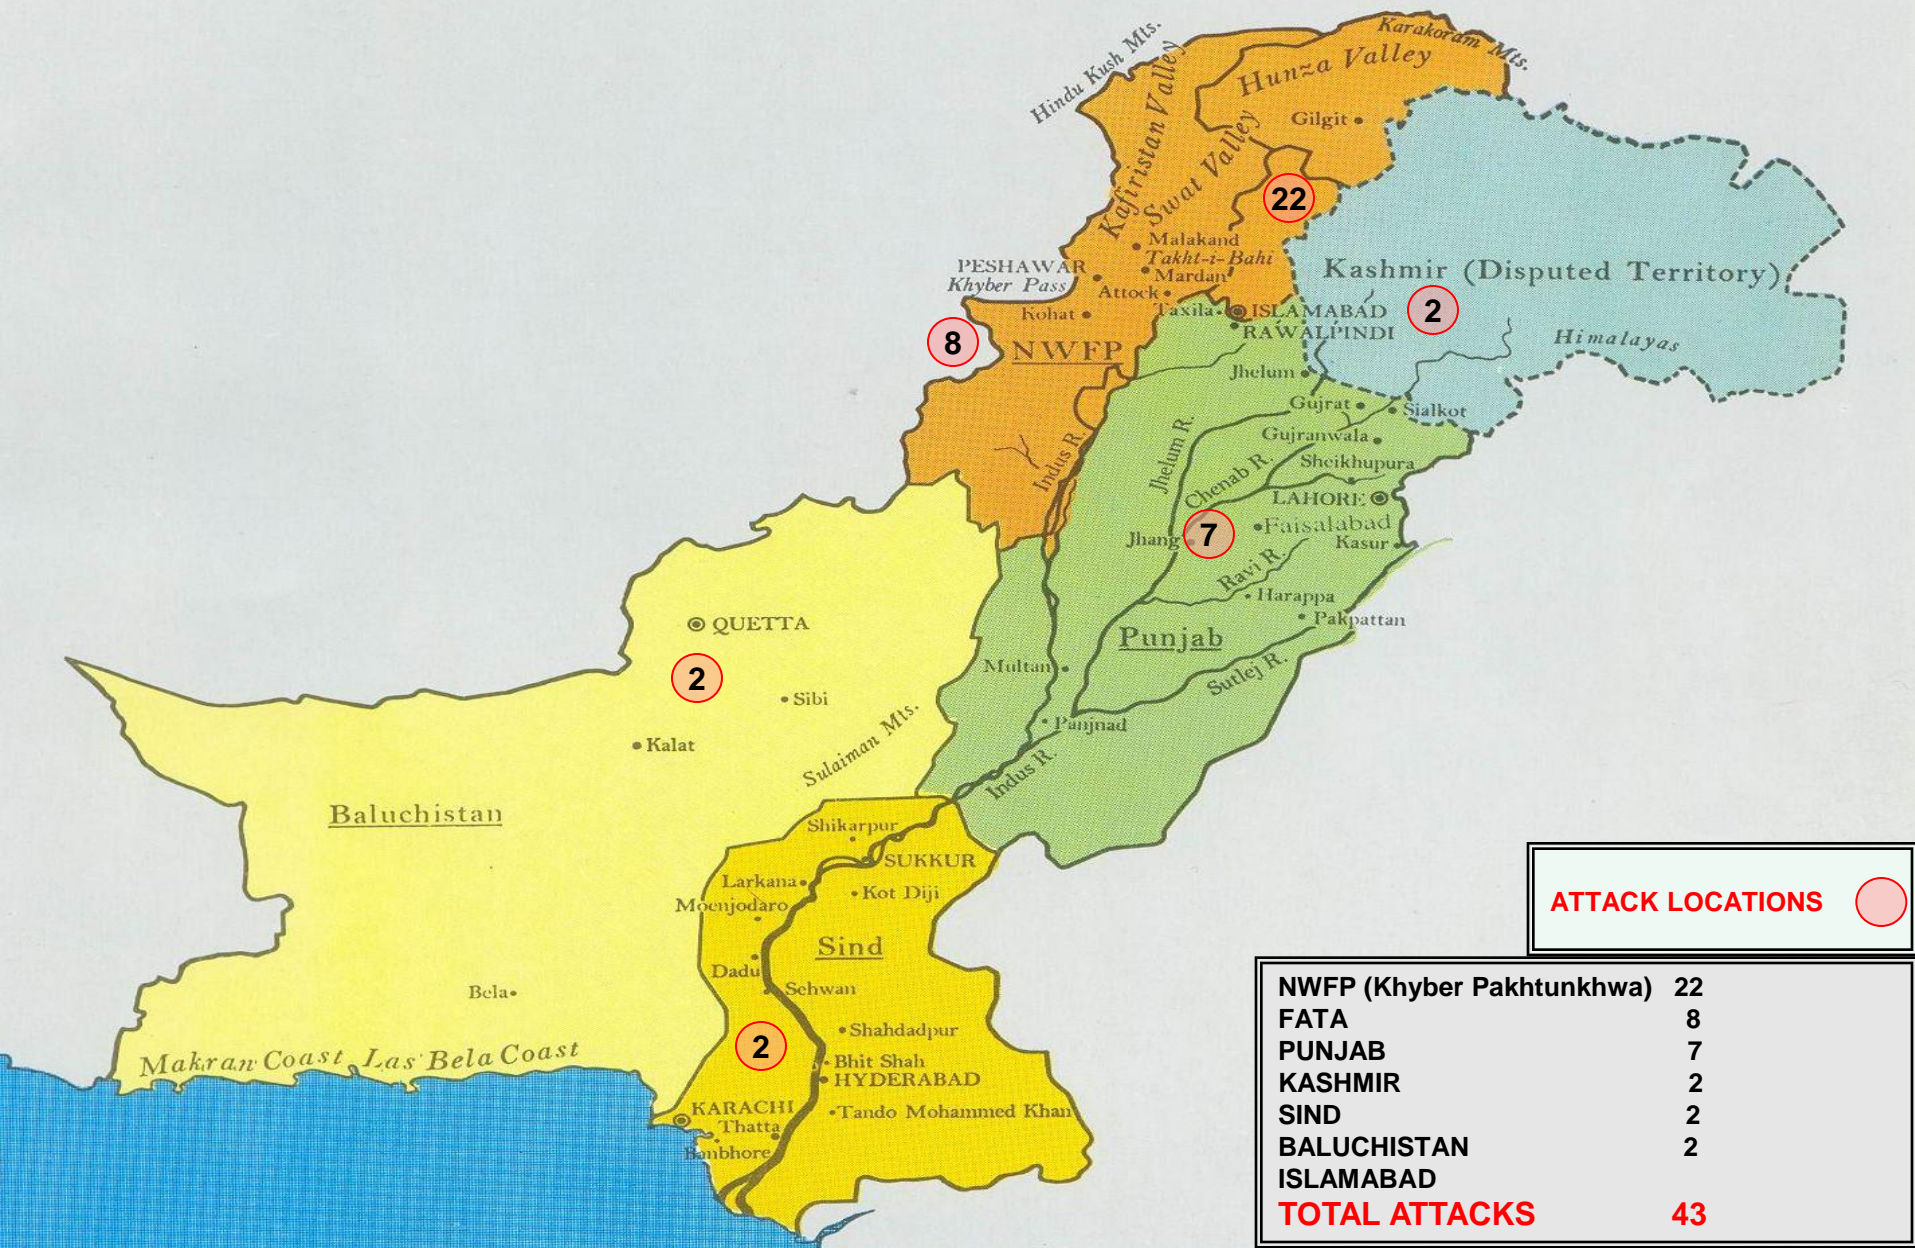 Karakoram Mts.
Hindu Kush Mts.
Hunza Valley
Gilgit
Kafiristan Valley
Swat Valley
22
Malakand
Takht-i-Bahi
PESHAWAR
Mardan
Khyber Pass
Attock
Kashmir (Disputed Territory)
Kohat
Taxila
ISLAMABAD
2
RAWALPINDI
8
NWFP
Himalayas
Jhelum
Gujrat
Sialkot
Jhelum R.
Gujranwala
Indus R.
Chenab R.
Sheikhupura
LAHORE
Faisalabad
Jhang
7
Kasur
Ravi R.
Harappa
Pakpattan
QUETTA
Punjab
2
Multan
Sutlej R.
Sibi
Panjnad
Kalat
Sulaiman Mts.
Indus R.
Baluchistan
Shikarpur
SUKKUR
Larkana
Kot Diji
Moenjodaro
Sind
Dadu
Sehwan
Bela
Shahdadpur
2
Makran Coast Las Bela Coast
Bhit Shah
HYDERABAD
KARACHI
Tando Mohammed Khan
Thatta
Banbhore
ATTACK LOCATIONS
NWFP (Khyber Pakhtunkhwa) 22
FATA 8
PUNJAB 7
KASHMIR 2
SIND 2
BALUCHISTAN 2
ISLAMABAD
TOTAL ATTACKS 43